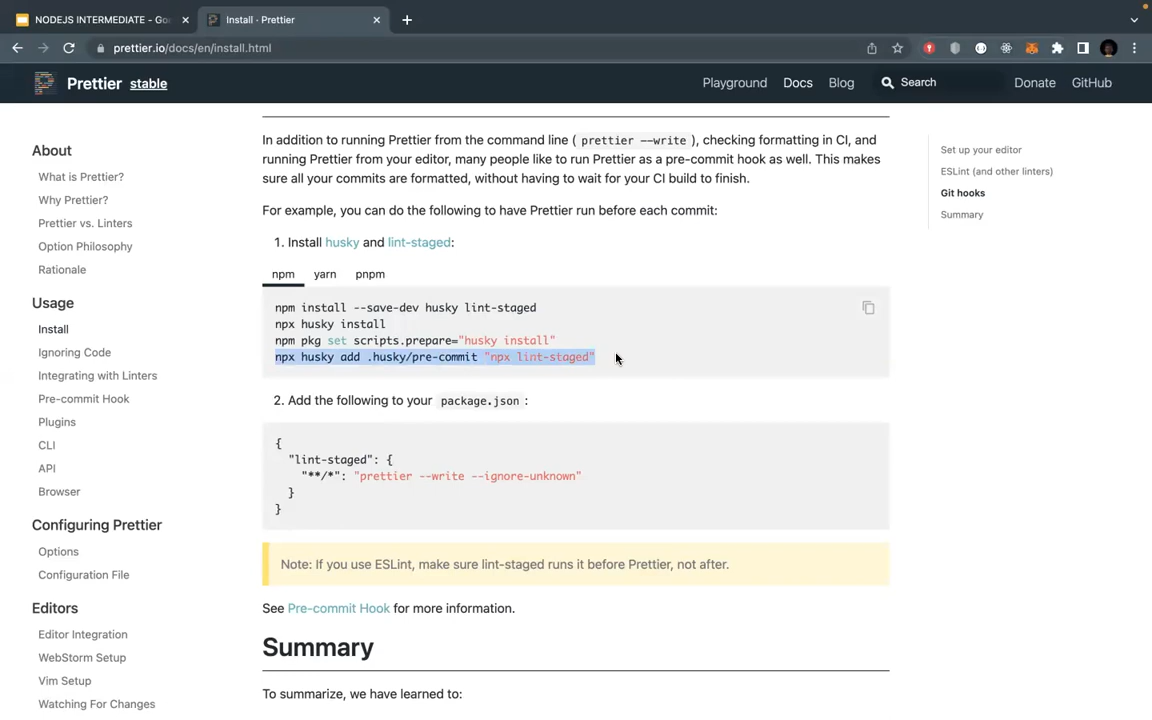 NODEJS INTERMEDIATE - Go
Install · Prettier
prettier.io/docs/en/install.html
Prettier stable
Playground Docs Blog Search Donate GitHub
About
What is Prettier?
Why Prettier?
Prettier vs. Linters
Option Philosophy
Rationale
Usage
Install
Ignoring Code
Integrating with Linters
Pre-commit Hook
Plugins
CLI
API
Browser
Configuring Prettier
Options
Configuration File
Editors
Editor Integration
WebStorm Setup
Vim Setup
Watching For Changes
In addition to running Prettier from the command line ( prettier --write ), checking formatting in CI, and
running Prettier from your editor, many people like to run Prettier as a pre-commit hook as well. This makes
sure all your commits are formatted, without having to wait for your CI build to finish.
For example, you can do the following to have Prettier run before each commit:
1. Install husky and lint-staged:
npm yarn pnpm
npm install --save-dev husky lint-staged
npx husky install
npm pkg set scripts.prepare="husky install"
npx husky add .husky/pre-commit "npx lint-staged"
2. Add the following to your package.json :
{
"lint-staged": {
"**/*": "prettier --write --ignore-unknown"
}
}
Note: If you use ESLint, make sure lint-staged runs it before Prettier, not after.
See Pre-commit Hook for more information.
Summary
To summarize, we have learned to:
Set up your editor
ESLint (and other linters)
Git hooks
Summary